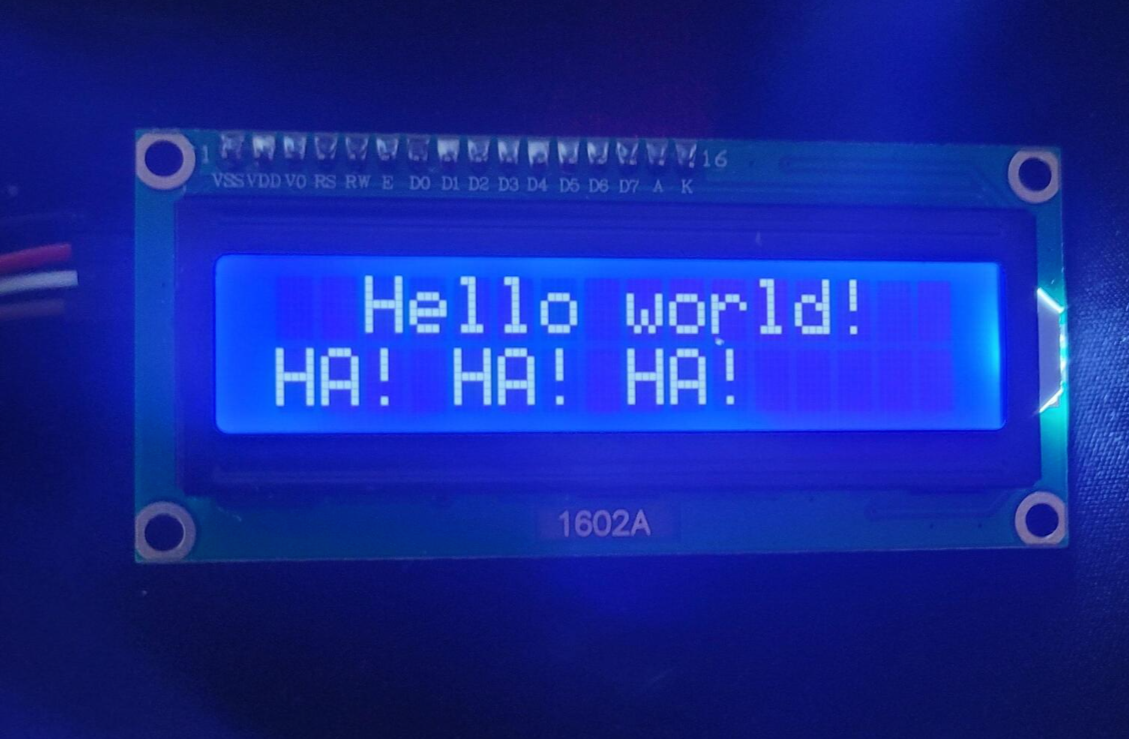 1 16
VSS VDD V0 RS RW E D0 D1 D2 D3 D4 D5 D6 D7 A K
Hello world!
HA! HA! HA!
1602A